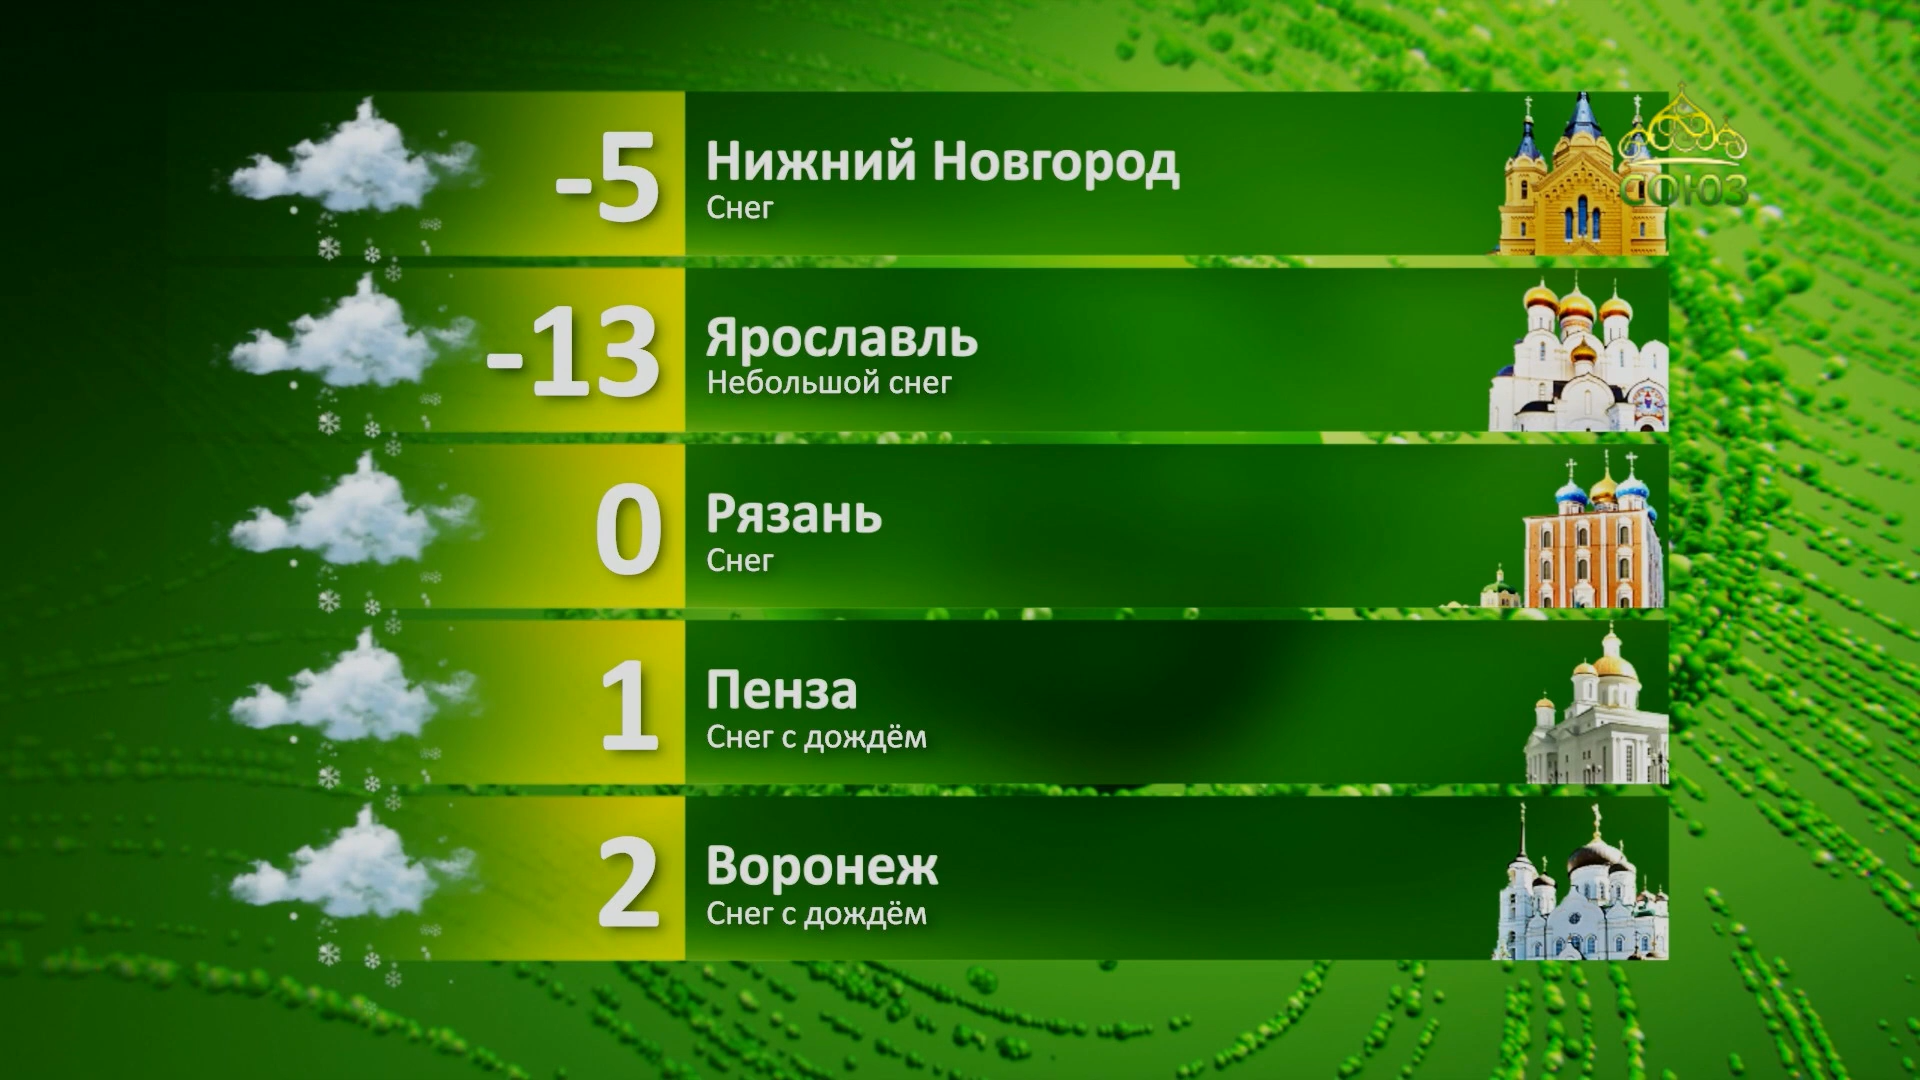 -5
Нижний Новгород
Снег
СОЮЗ
-13
Ярославль
Небольшой снег
0
Рязань
Снег
1
Пенза
Снег с дождём
2
Воронеж
Снег с дождём